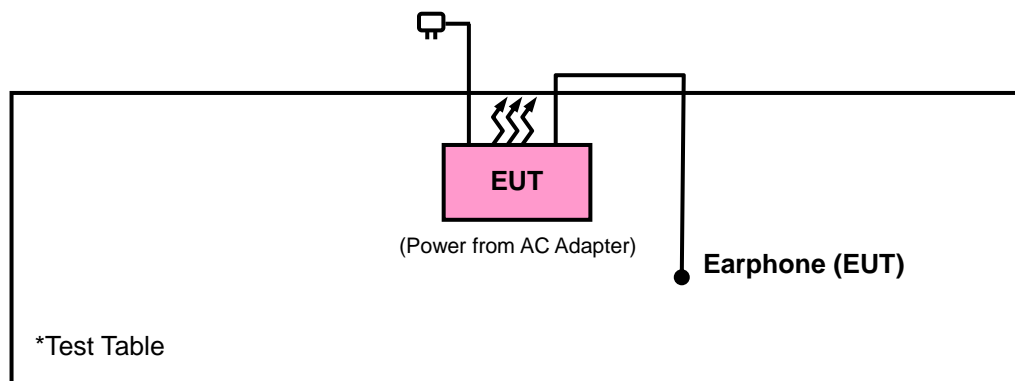 EUT
(Power from AC Adapter)
Earphone (EUT)
*Test Table